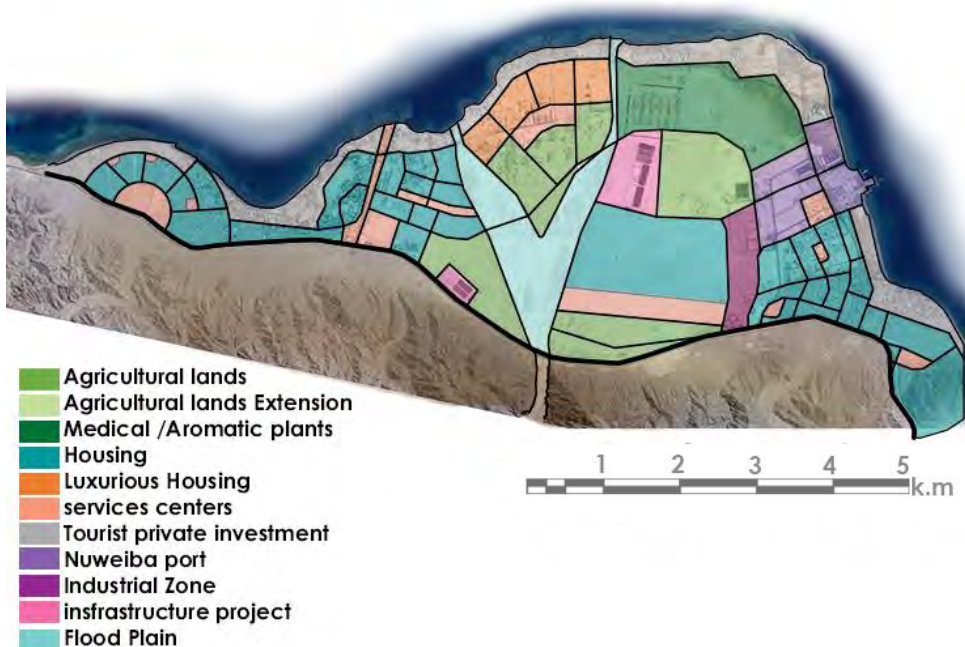 Agricultural lands
Agricultural lands Extension
Medical /Aromatic plants
Housing
Luxurious Housing
services centers
Tourist private investment
Nuweiba port
Industrial Zone
insfrastructure project
Flood Plain
1 2 3 4 5
k.m